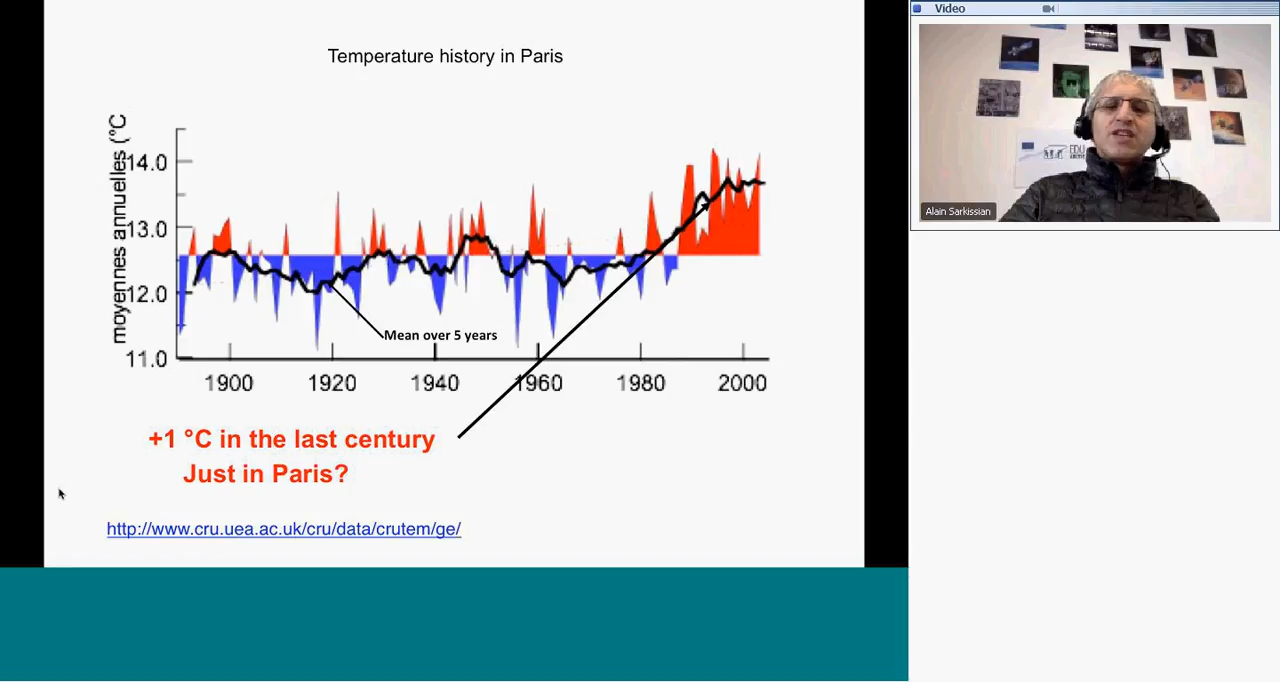 Temperature history in Paris
moyennes annuelles (°C
14.0
13.0
12.0
11.0
Mean over 5 years
1900 1920 1940 1960 1980 2000
+1 °C in the last century
Just in Paris?
http://www.cru.uea.ac.uk/cru/data/crutem/ge/
Video
EDU
Alain Sarkissian